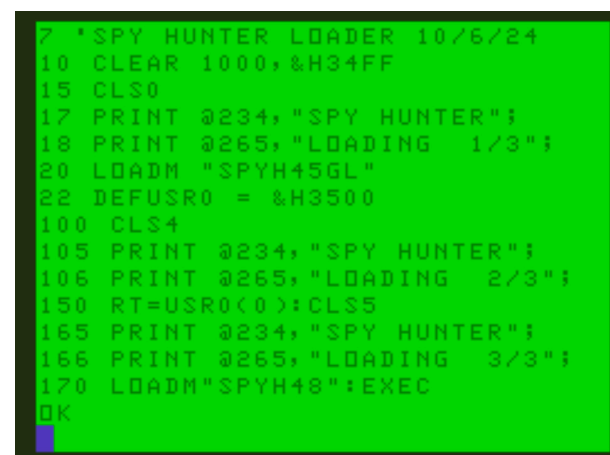 7 'SPY HUNTER LOADER 10/6/24
10 CLEAR 1000,&H34FF
15 CLS0
17 PRINT @234,"SPY HUNTER";
18 PRINT @265,"LOADING  1/3";
20 LOADM "SPYH45GL"
22 DEFUSR0 = &H3500
100 CLS4
105 PRINT @234,"SPY HUNTER";
106 PRINT @265,"LOADING  2/3";
150 RT=USR0(0):CLS5
165 PRINT @234,"SPY HUNTER";
166 PRINT @265,"LOADING  3/3";
170 LOADM"SPYH48":EXEC
OK